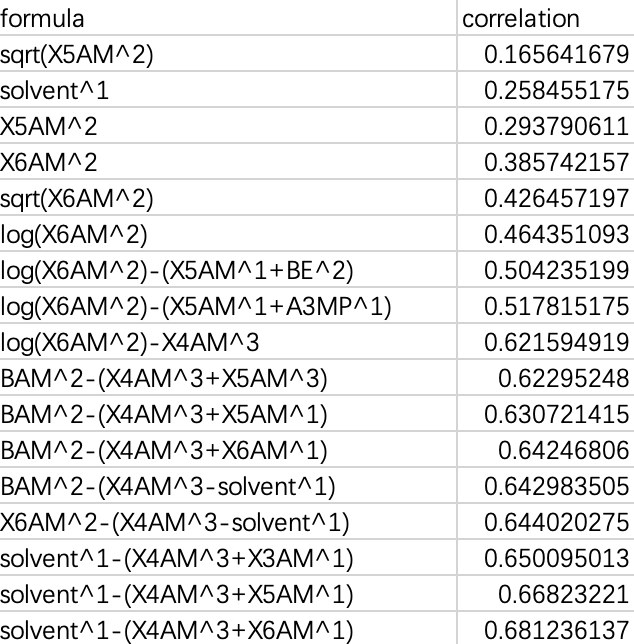 formula correlation
sqrt(X5AM^2) 0.165641679
solvent^1 0.258455175
X5AM^2 0.293790611
X6AM^2 0.385742157
sqrt(X6AM^2) 0.426457197
log(X6AM^2) 0.464351093
log(X6AM^2)-(X5AM^1+BE^2) 0.504235199
log(X6AM^2)-(X5AM^1+A3MP^1) 0.517815175
log(X6AM^2)-X4AM^3 0.621594919
BAM^2-(X4AM^3+X5AM^3) 0.62295248
BAM^2-(X4AM^3+X5AM^1) 0.630721415
BAM^2-(X4AM^3+X6AM^1) 0.64246806
BAM^2-(X4AM^3-solvent^1) 0.642983505
X6AM^2-(X4AM^3-solvent^1) 0.644020275
solvent^1-(X4AM^3+X3AM^1) 0.650095013
solvent^1-(X4AM^3+X5AM^1) 0.66823221
solvent^1-(X4AM^3+X6AM^1) 0.681236137